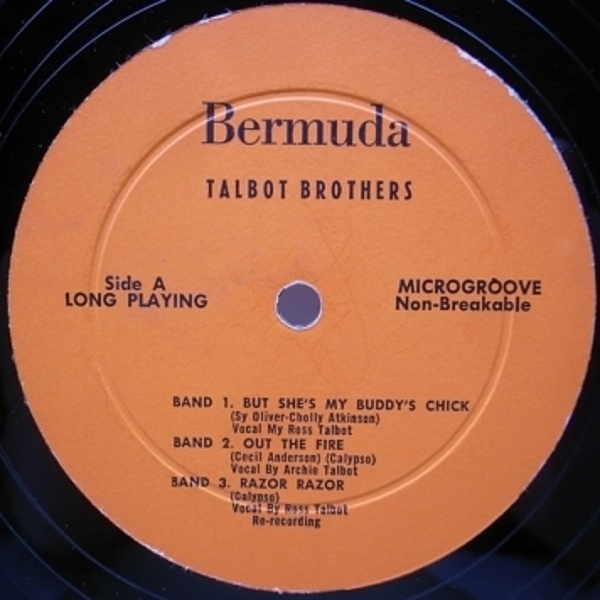 Bermuda
TALBOT BROTHERS
Side A
LONG PLAYING
MICROGROOVE
Non-Breakable
BAND 1. BUT SHE'S MY BUDDY'S CHICK
(Sy Oliver-Cholly Atkinson)
Vocal My Ross Talbot
BAND 2. OUT THE FIRE
(Cecil Anderson) (Calypso)
Vocal By Archie Talbot
BAND 3. RAZOR RAZOR
(Calypso)
Vocal By Ross Talbot
Re-recording